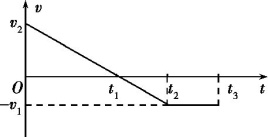 v
v₂
O t₁ t₂ t₃ t
−v₁